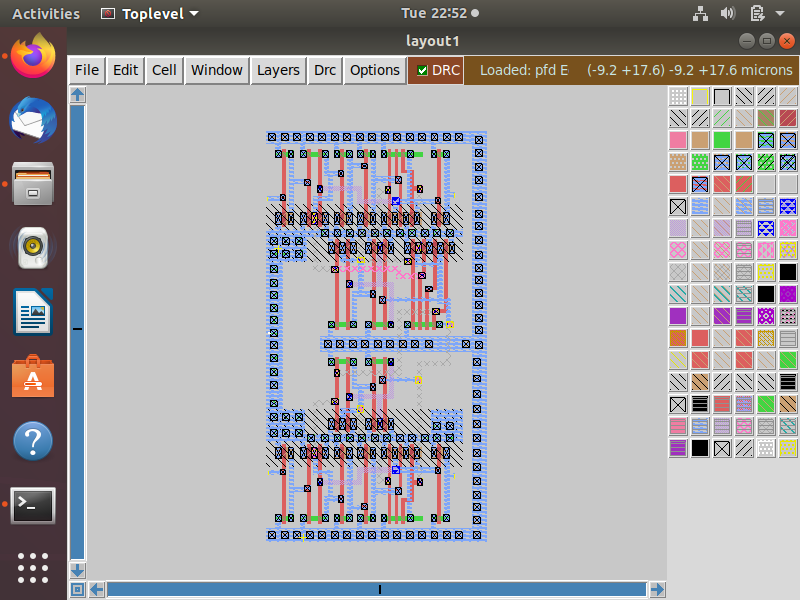 Activities Toplevel Tue 22:52
layout1
File Edit Cell Window Layers Drc Options DRC Loaded: pfd E (-9.2 +17.6) -9.2 +17.6 microns